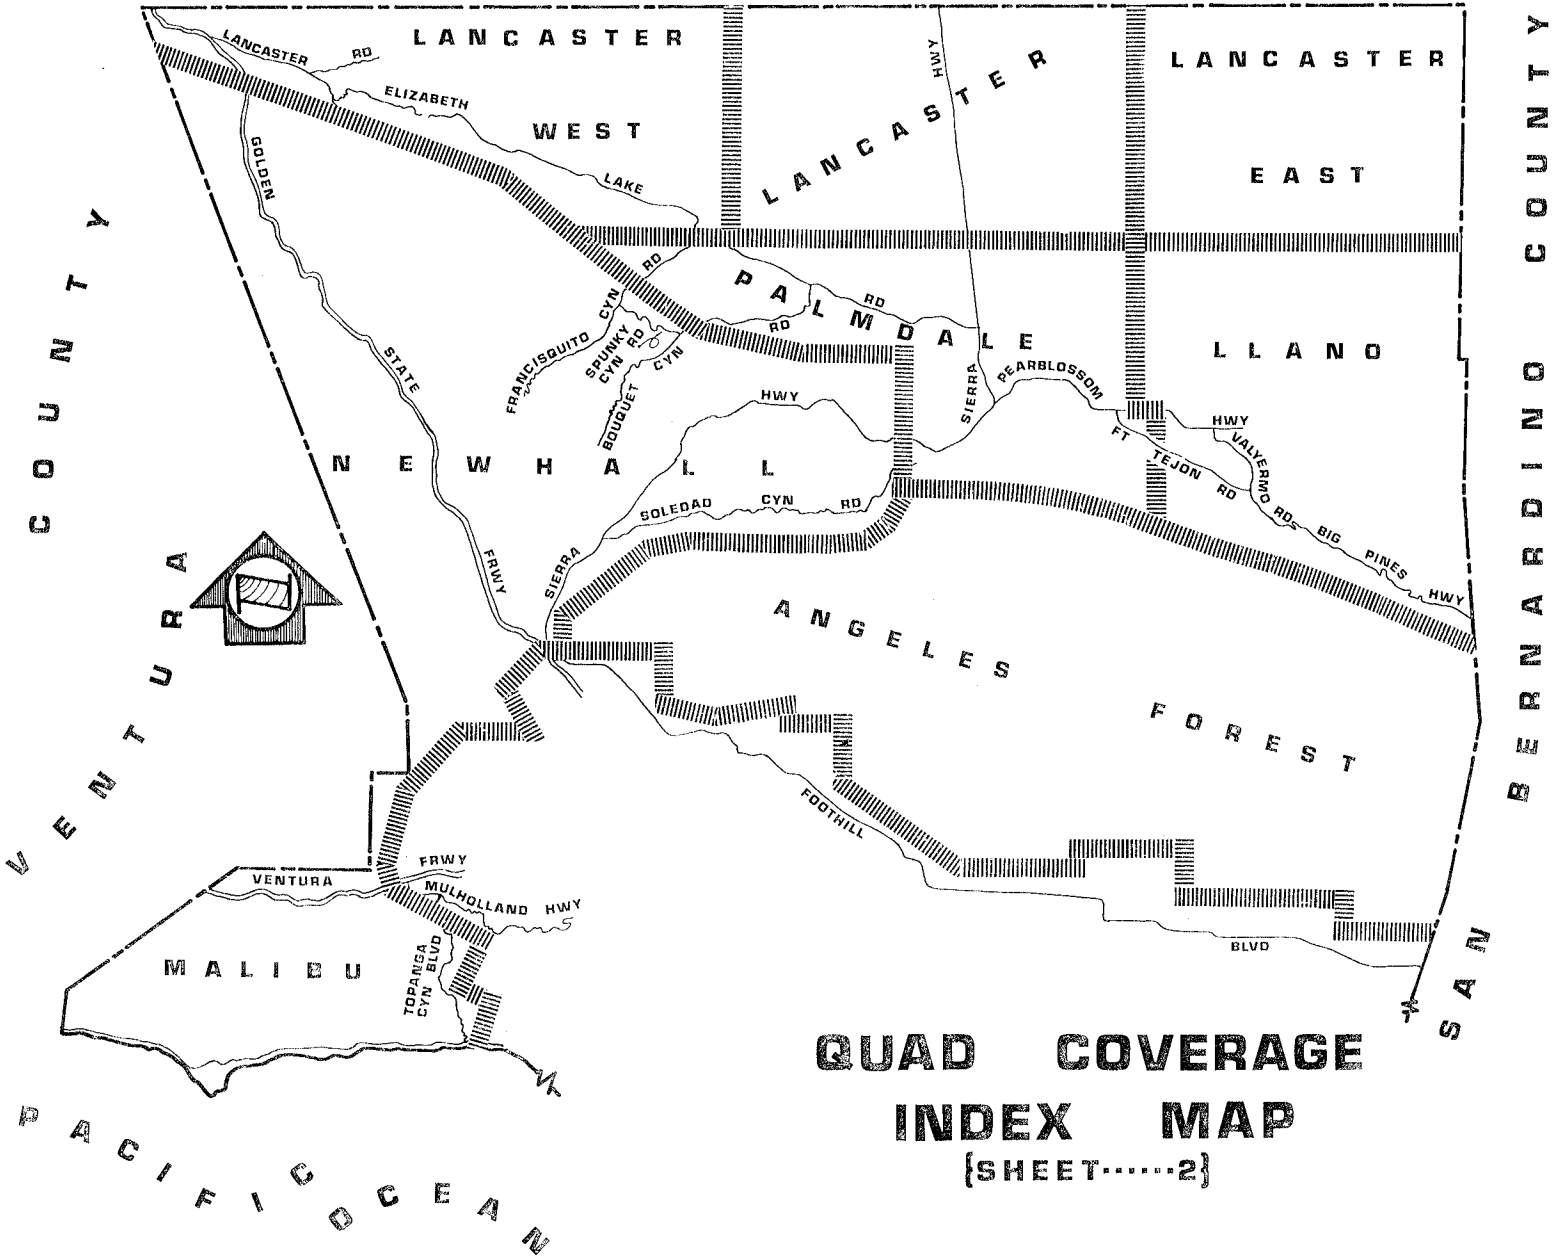 LANCASTER
WEST
LANCASTER
LANCASTER
EAST
LANCASTER RD
ELIZABETH
LAKE
RD
HWY
GOLDEN
STATE
FRWY
PALMDALE
RD
RD
FRANCISQUITO CYN
SPUNKY
CYN RD
BOUQUET CYN
LLANO
SIERRA
PEARBLOSSOM
HWY
FT
TEJON RD
VALYERMO RD
BIG PINES
HWY
NEWHALL
SIERRA
HWY
SOLEDAD CYN RD
ANGELES
FOREST
FOOTHILL
BLVD
VENTURA
FRWY
MULHOLLAND HWY
TOPANGA
CYN BLVD
MALIBU
VENTURA
COUNTY
SAN BERNARDINO COUNTY
PACIFIC
OCEAN
QUAD COVERAGE
INDEX MAP
{SHEET······2}